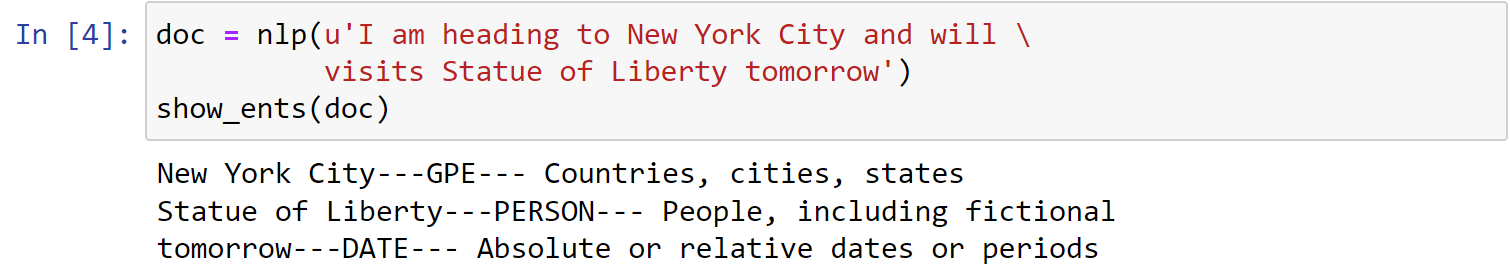 In [4]: doc = nlp(u'I am heading to New York City and will \
visits Statue of Liberty tomorrow')
show_ents(doc)
New York City---GPE--- Countries, cities, states
Statue of Liberty---PERSON--- People, including fictional
tomorrow---DATE--- Absolute or relative dates or periods